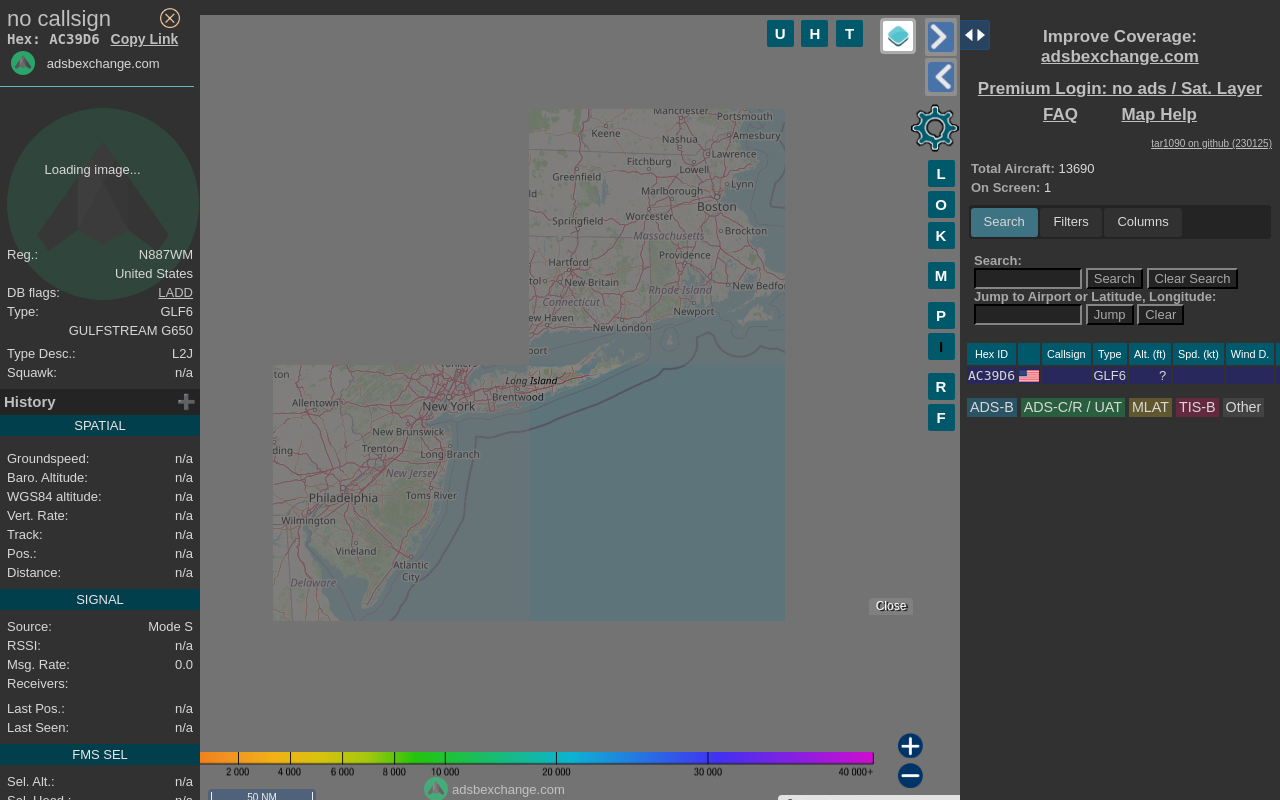 no callsign
Hex: AC39D6 Copy Link
adsbexchange.com
Loading image...
Reg.: N887WM
United States
DB flags: LADD
Type: GLF6
GULFSTREAM G650
Type Desc.: L2J
Squawk: n/a
History
SPATIAL
Groundspeed: n/a
Baro. Altitude: n/a
WGS84 altitude: n/a
Vert. Rate: n/a
Track: n/a
Pos.: n/a
Distance: n/a
SIGNAL
Source: Mode S
RSSI: n/a
Msg. Rate: 0.0
Receivers:
Last Pos.: n/a
Last Seen: n/a
FMS SEL
Sel. Alt.: n/a
Sel. Head.: n/a
U H T
L
O
K
M
P
I
R
F
Manchester
Portsmouth
Keene
Nashua
Amesbury
Fitchburg
Lawrence
Greenfield
Lowell
Lynn
Marlborough
Boston
Springfield
Worcester
Brockton
Massachusetts
Hartford
Providence
New Britain
New Bedfo
Connecticut
Rhode Island
ew Haven
Newport
New London
port
Yonkers
ton
Long Island
Brentwood
Allentown
New York
New Brunswick
ding
Trenton
Long Branch
New Jersey
Philadelphia
Toms River
Wilmington
Vineland
Atlantic
City
Delaware
Close
2 000 4 000 6 000 8 000 10 000 20 000 30 000 40 000+
adsbexchange.com
50 NM
Improve Coverage:
adsbexchange.com
Premium Login: no ads / Sat. Layer
FAQ Map Help
tar1090 on github (230125)
Total Aircraft: 13690
On Screen: 1
Search Filters Columns
Search:
Search Clear Search
Jump to Airport or Latitude, Longitude:
Jump Clear
Hex ID Callsign Type Alt. (ft) Spd. (kt) Wind D.
AC39D6 GLF6 ?
ADS-B ADS-C/R / UAT MLAT TIS-B Other